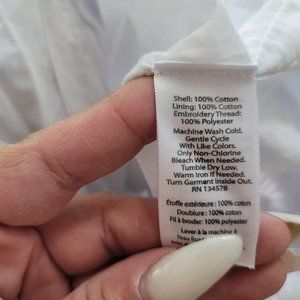 Shell: 100% Cotton
Lining: 100% Cotton
Embroidery Thread:
100% Polyester
Machine Wash Cold,
Gentle Cycle
With Like Colors.
Only Non-Chlorine
Bleach When Needed.
Tumble Dry Low.
Warm Iron If Needed.
Turn Garment Inside Out.
RN 134578
Étoffe extérieure : 100% coton
Doublure : 100% coton
Fil à broder: 100% polyester
Laver à la machine à
l'eau froide